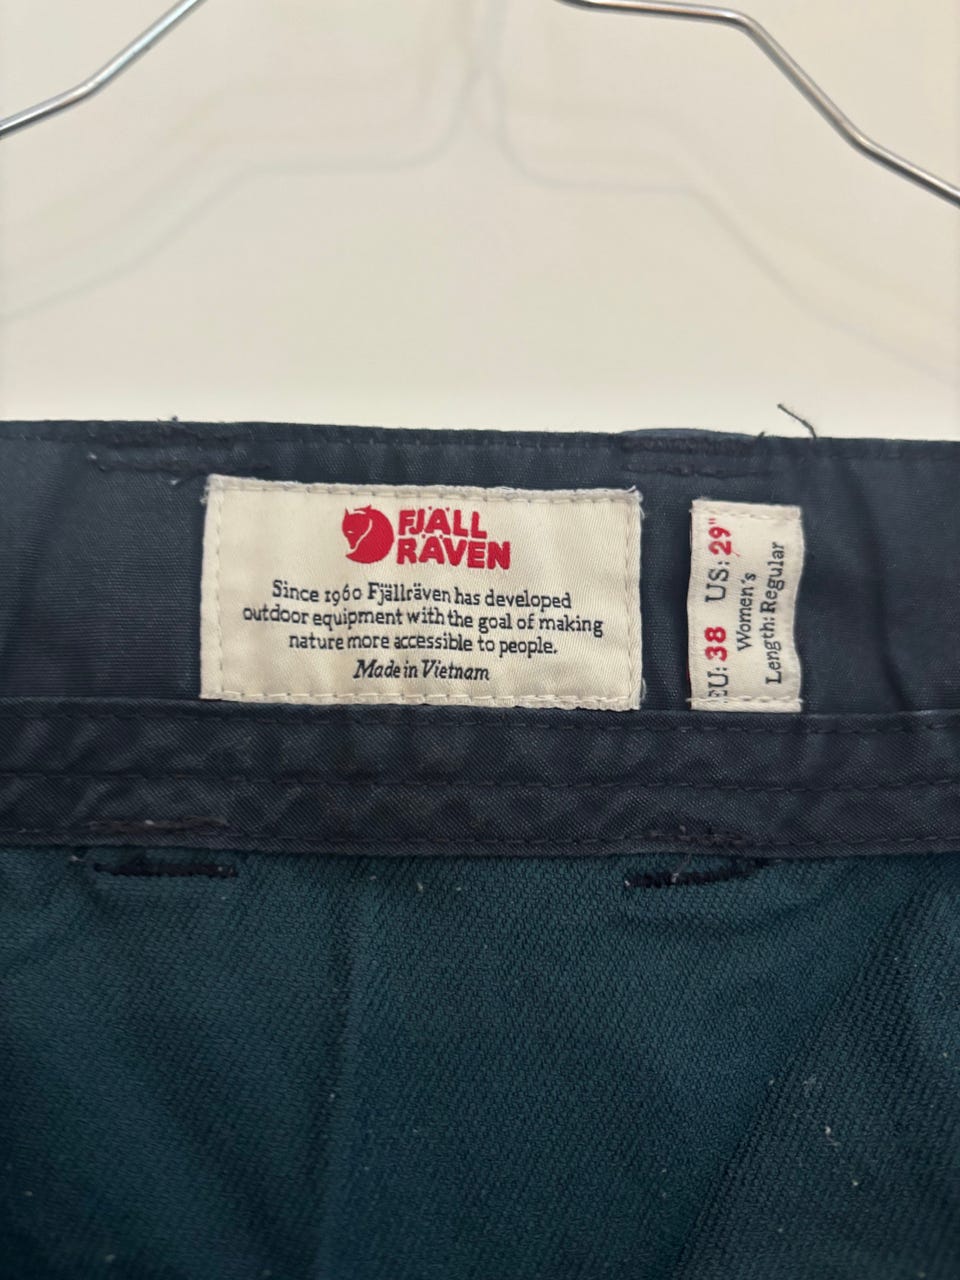 FJÄLL
RÄVEN
Since 1960 Fjällräven has developed
outdoor equipment with the goal of making
nature more accessible to people.
Made in Vietnam
EU: 38 US: 29"
Women's
Length: Regular